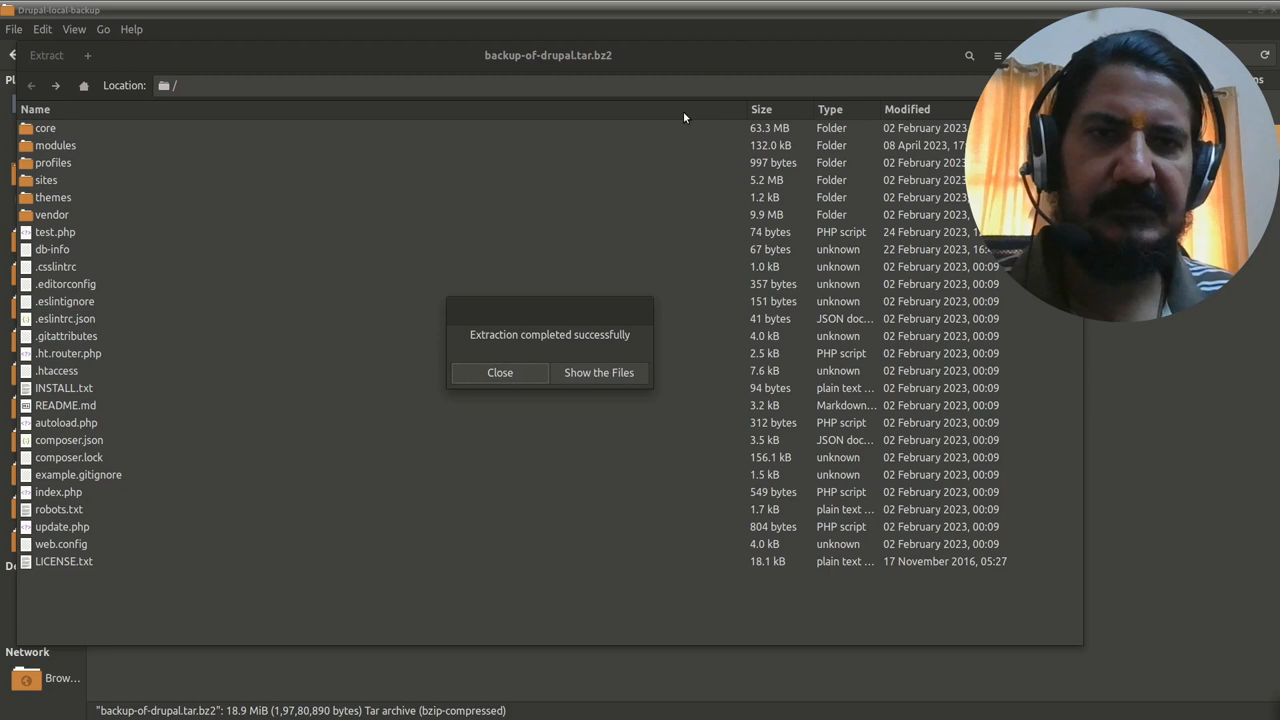 Drupal-local-backup
File Edit View Go Help
Extract + backup-of-drupal.tar.bz2
Location: /
Name Size Type Modified
core 63.3 MB Folder 02 February 2023
modules 132.0 kB Folder 08 April 2023, 17
profiles 997 bytes Folder 02 February 2023
sites 5.2 MB Folder 02 February 2023
themes 1.2 kB Folder 02 February 2023
vendor 9.9 MB Folder 02 February 2023
test.php 74 bytes PHP script 24 February 2023, 1
db-info 67 bytes unknown 22 February 2023, 16:
.csslintrc 1.0 kB unknown 02 February 2023, 00:09
.editorconfig 357 bytes unknown 02 February 2023, 00:09
.eslintignore 151 bytes unknown 02 February 2023, 00:09
.eslintrc.json 41 bytes JSON doc... 02 February 2023, 00:09
.gitattributes 4.0 kB unknown 02 February 2023, 00:09
.ht.router.php 2.5 kB PHP script 02 February 2023, 00:09
.htaccess 7.6 kB unknown 02 February 2023, 00:09
INSTALL.txt 94 bytes plain text ... 02 February 2023, 00:09
README.md 3.2 kB Markdown... 02 February 2023, 00:09
autoload.php 312 bytes PHP script 02 February 2023, 00:09
composer.json 3.5 kB JSON doc... 02 February 2023, 00:09
composer.lock 156.1 kB unknown 02 February 2023, 00:09
example.gitignore 1.5 kB unknown 02 February 2023, 00:09
index.php 549 bytes PHP script 02 February 2023, 00:09
robots.txt 1.7 kB plain text ... 02 February 2023, 00:09
update.php 804 bytes PHP script 02 February 2023, 00:09
web.config 4.0 kB unknown 02 February 2023, 00:09
LICENSE.txt 18.1 kB plain text ... 17 November 2016, 05:27
Extraction completed successfully
Close Show the Files
Network
Brow...
"backup-of-drupal.tar.bz2": 18.9 MiB (1,97,80,890 bytes) Tar archive (bzip-compressed)